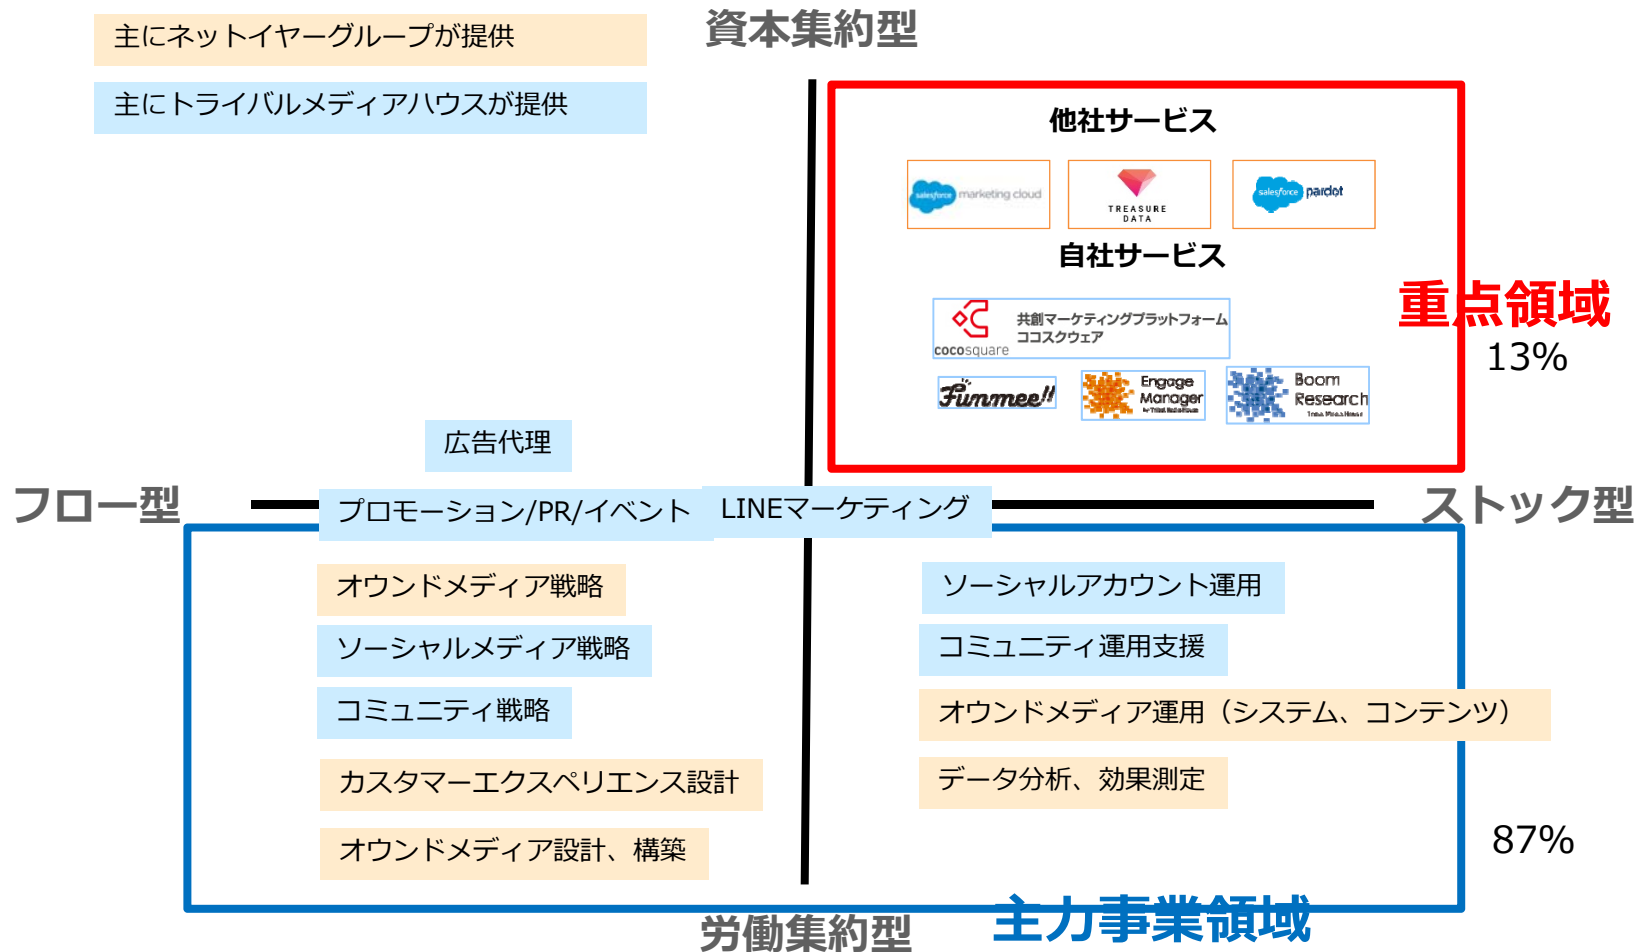 主にネットイヤーグループが提供
主にトライバルメディアハウスが提供
資本集約型
他社サービス
salesforce marketing cloud
TREASURE
DATA
salesforce pardot
自社サービス
cocosquare
共創マーケティングプラットフォーム
ココスクウェア
Funmee!!
Engage
Manager
by Tribal Media House
Boom
Research
Tribal Media House
重点領域
13%
広告代理
フロー型
プロモーション/PR/イベント
LINEマーケティング
ストック型
オウンドメディア戦略
ソーシャルメディア戦略
コミュニティ戦略
カスタマーエクスペリエンス設計
オウンドメディア設計、構築
ソーシャルアカウント運用
コミュニティ運用支援
オウンドメディア運用（システム、コンテンツ）
データ分析、効果測定
87%
主力事業領域
労働集約型